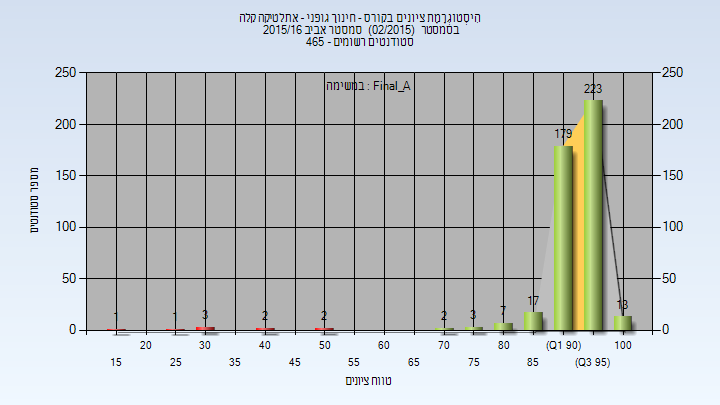 היסטוגרמת ציונים בקורס - חינוך גופני - אתלטיקה קלה
בסמסטר (02/2015) סמסטר אביב 2015/16
סטודנטים רשומים - 465
במשימה : Final_A
250 250
200 200
150 150
100 100
50 50
0 0
1 1 3 2 2 2 3 7 17 179 223 13
20 30 40 50 60 70 80 (Q1 90) 100
15 25 35 45 55 65 75 85 (Q3 95)
מספר סטודנטים
טווח ציונים